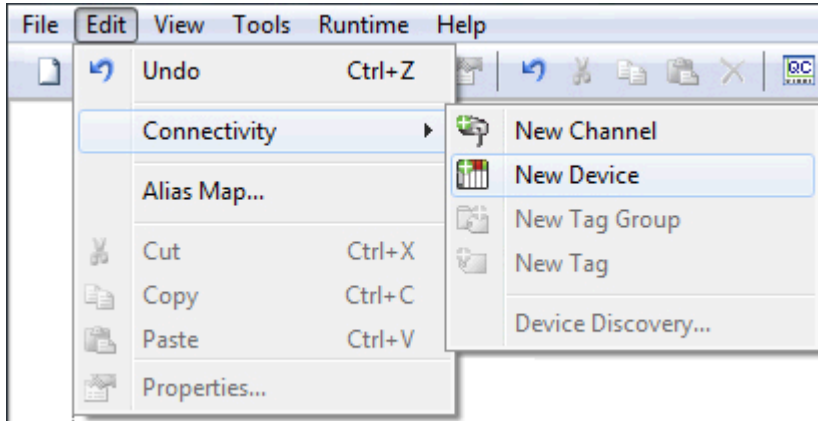 File Edit View Tools Runtime Help
Undo Ctrl+Z
QC
Connectivity
New Channel
New Device
Alias Map...
New Tag Group
Cut Ctrl+X
New Tag
Copy Ctrl+C
Device Discovery...
Paste Ctrl+V
Properties...